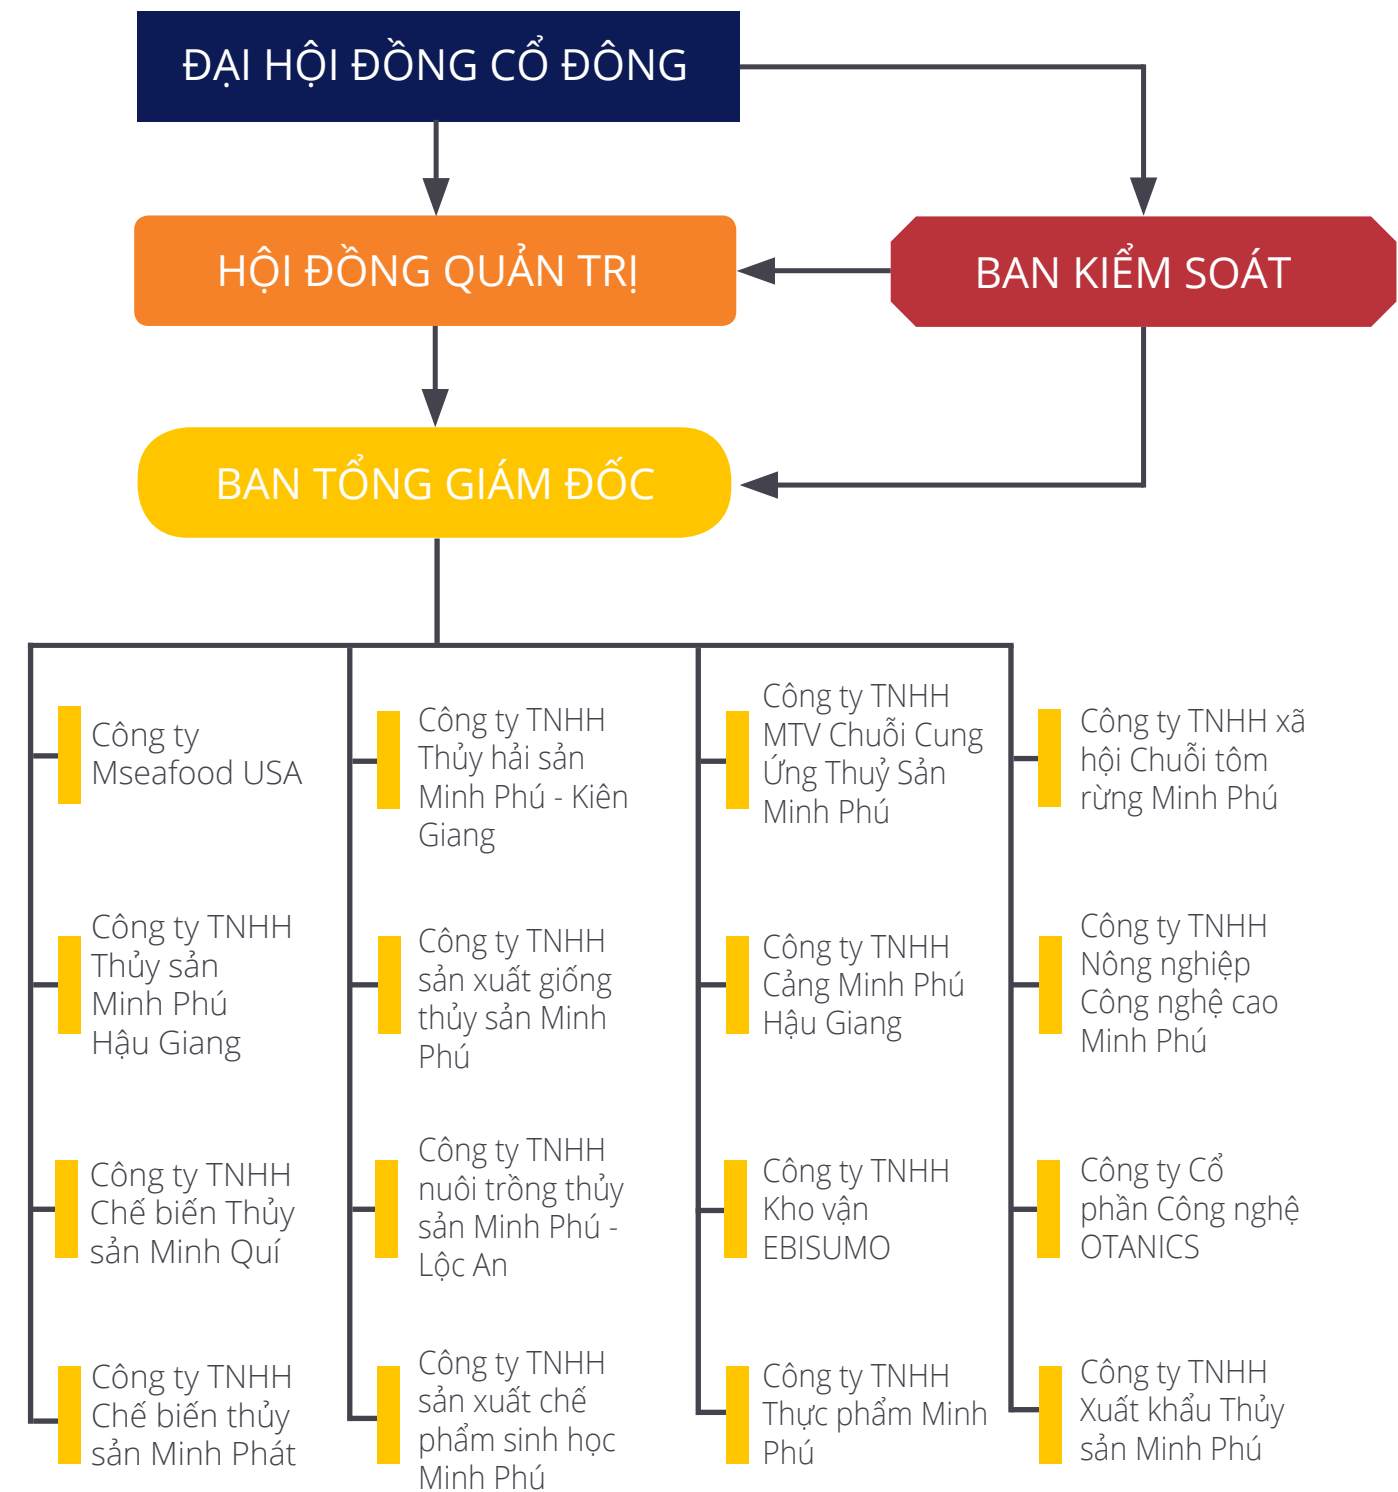 ĐẠI HỘI ĐỒNG CỔ ĐÔNG
HỘI ĐỒNG QUẢN TRỊ
BAN KIỂM SOÁT
BAN TỔNG GIÁM ĐỐC
Công ty
Mseafood USA
Công ty TNHH
Thủy sản
Minh Phú
Hậu Giang
Công ty TNHH
Chế biến Thủy
sản Minh Quí
Công ty TNHH
Chế biến thủy
sản Minh Phát
Công ty TNHH
Thủy hải sản
Minh Phú - Kiên
Giang
Công ty TNHH
sản xuất giống
thủy sản Minh
Phú
Công ty TNHH
nuôi trồng thủy
sản Minh Phú -
Lộc An
Công ty TNHH
sản xuất chế
phẩm sinh học
Minh Phú
Công ty TNHH
MTV Chuỗi Cung
Ứng Thuỷ Sản
Minh Phú
Công ty TNHH
Cảng Minh Phú
Hậu Giang
Công ty TNHH
Kho vận
EBISUMO
Công ty TNHH
Thực phẩm Minh
Phú
Công ty TNHH xã
hội Chuỗi tôm
rừng Minh Phú
Công ty TNHH
Nông nghiệp
Công nghệ cao
Minh Phú
Công ty Cổ
phần Công nghệ
OTANICS
Công ty TNHH
Xuất khẩu Thủy
sản Minh Phú